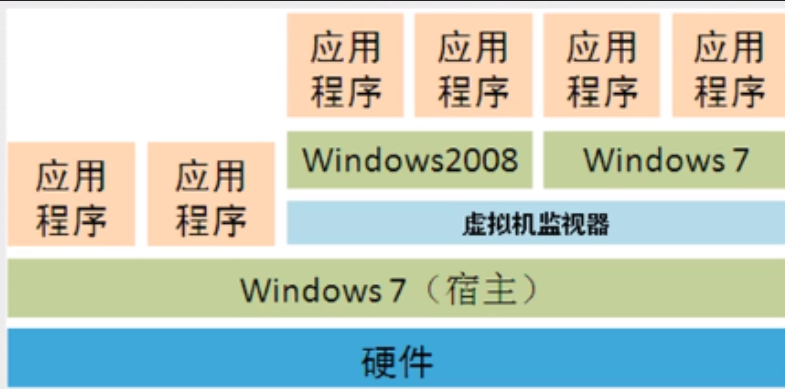 应用 应用 应用 应用
程序 程序 程序 程序
Windows2008 Windows 7
应用 应用
程序 程序
虚拟机监视器
Windows 7（宿主）
硬件